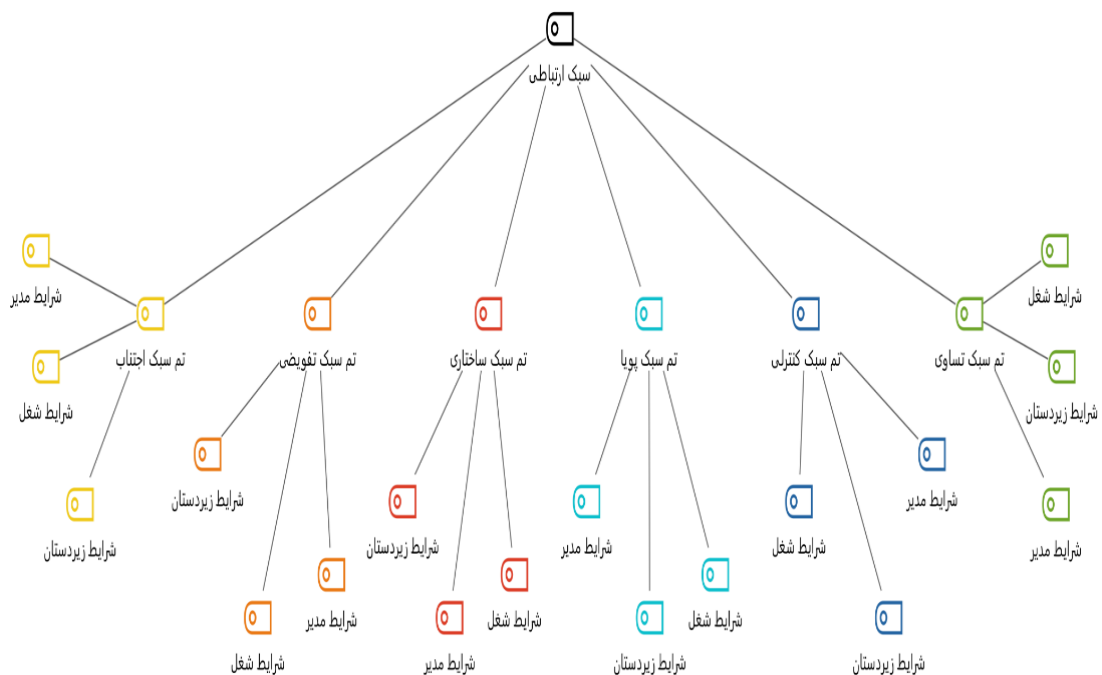 سبک ارتباطی
شرایط مدیر
شرایط شغل
تم سبک اجتناب
تم سبک تفویضی
تم سبک ساختاری
تم سبک پویا
تم سبک کنترلی
تم سبک تساوی
شرایط شغل
شرایط زیردستان
شرایط زیردستان
شرایط زیردستان
شرایط زیردستان
شرایط مدیر
شرایط شغل
شرایط مدیر
شرایط مدیر
شرایط مدیر
شرایط شغل
شرایط شغل
شرایط شغل
شرایط مدیر
شرایط زیردستان
شرایط زیردستان